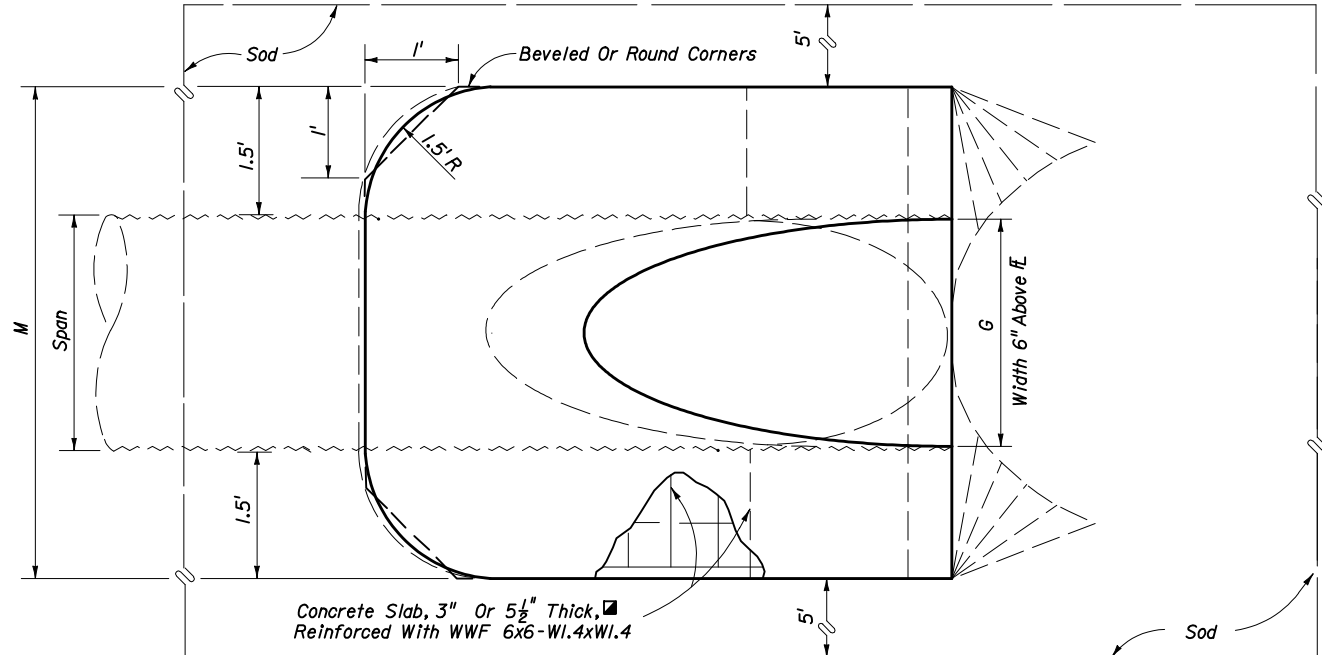 Sod
1'
Beveled Or Round Corners
5'
1.5'
1'
1.5' R
M
Span
G
Width 6" Above ℄
1.5'
Concrete Slab, 3" Or 5½" Thick,
Reinforced With WWF 6x6-W1.4xW1.4
5'
Sod